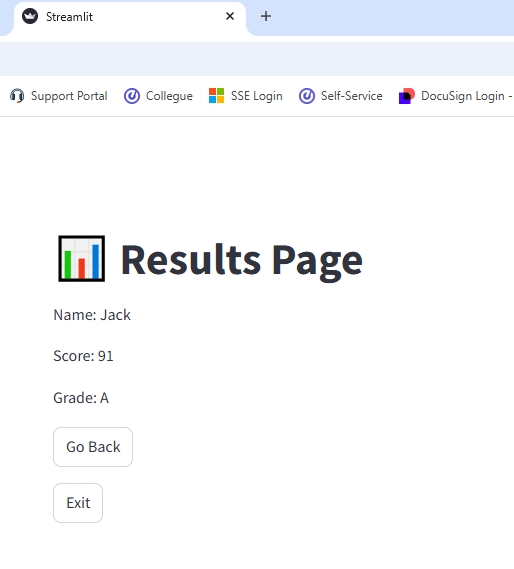 Streamlit
Support Portal Collegue SSE Login Self-Service DocuSign Login -
Results Page
Name: Jack
Score: 91
Grade: A
Go Back
Exit